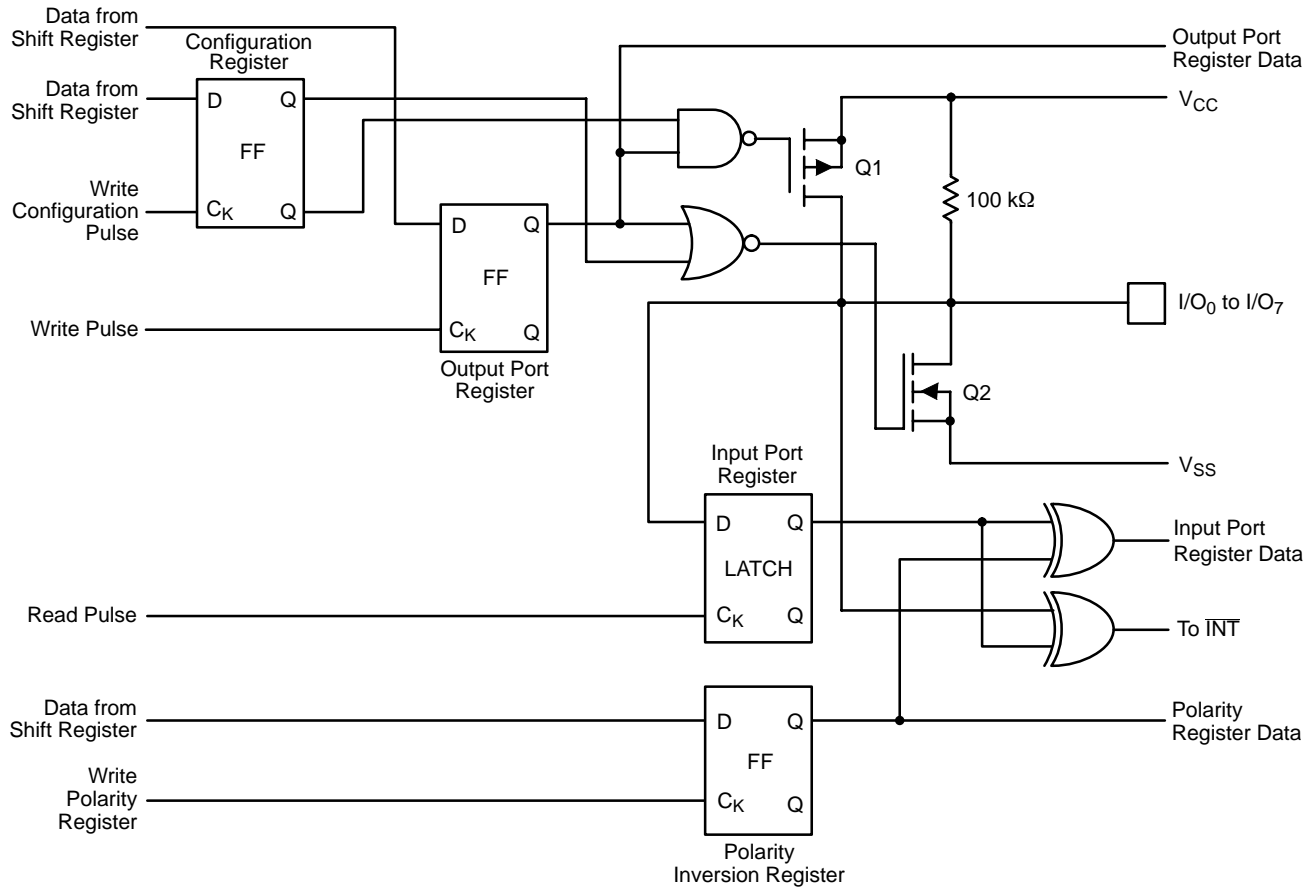 Data from
Shift Register
Configuration
Register
Data from
Shift Register
D
Q
FF
Write
Configuration
Pulse
CK
Q
D
Q
FF
Write Pulse
CK
Q
Output Port
Register
Output Port
Register Data
VCC
Q1
100 kΩ
I/O0 to I/O7
Q2
VSS
Input Port
Register
D
Q
LATCH
Read Pulse
CK
Q
Input Port
Register Data
To INT
Data from
Shift Register
D
Q
FF
Write
Polarity
Register
CK
Q
Polarity
Register Data
Polarity
Inversion Register